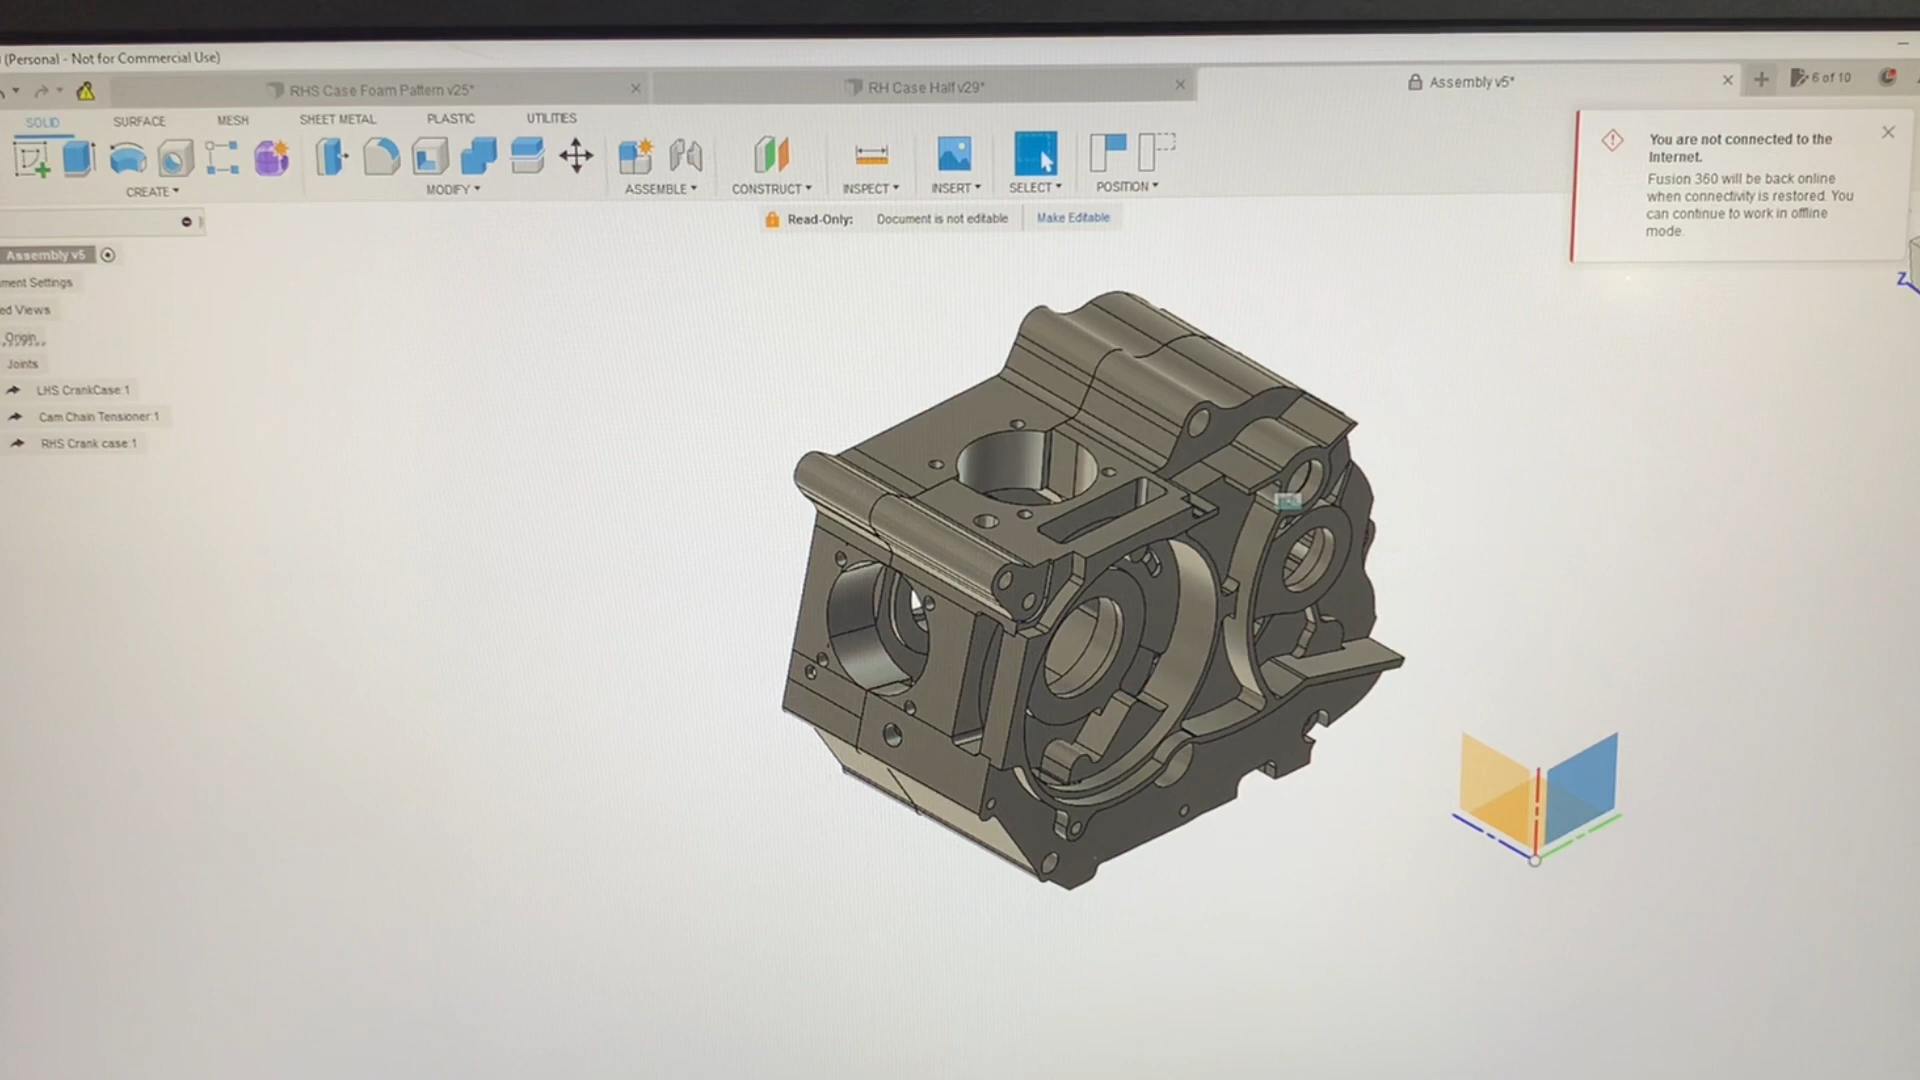 (Personal - Not for Commercial Use)
RHS Case Foam Pattern v25*
RH Case Half v29*
Assembly v5*
6 of 10
SOLID
SURFACE
MESH
SHEET METAL
PLASTIC
UTILITIES
CREATE
MODIFY
ASSEMBLE
CONSTRUCT
INSPECT
INSERT
SELECT
POSITION
You are not connected to the
Internet.
Fusion 360 will be back online
when connectivity is restored. You
can continue to work in offline
mode.
Read-Only:
Document is not editable
Make Editable
Assembly v5
ment Settings
ed Views
Origin
Joints
LHS CrankCase:1
Cam Chain Tensioner:1
RHS Crank case:1
Z